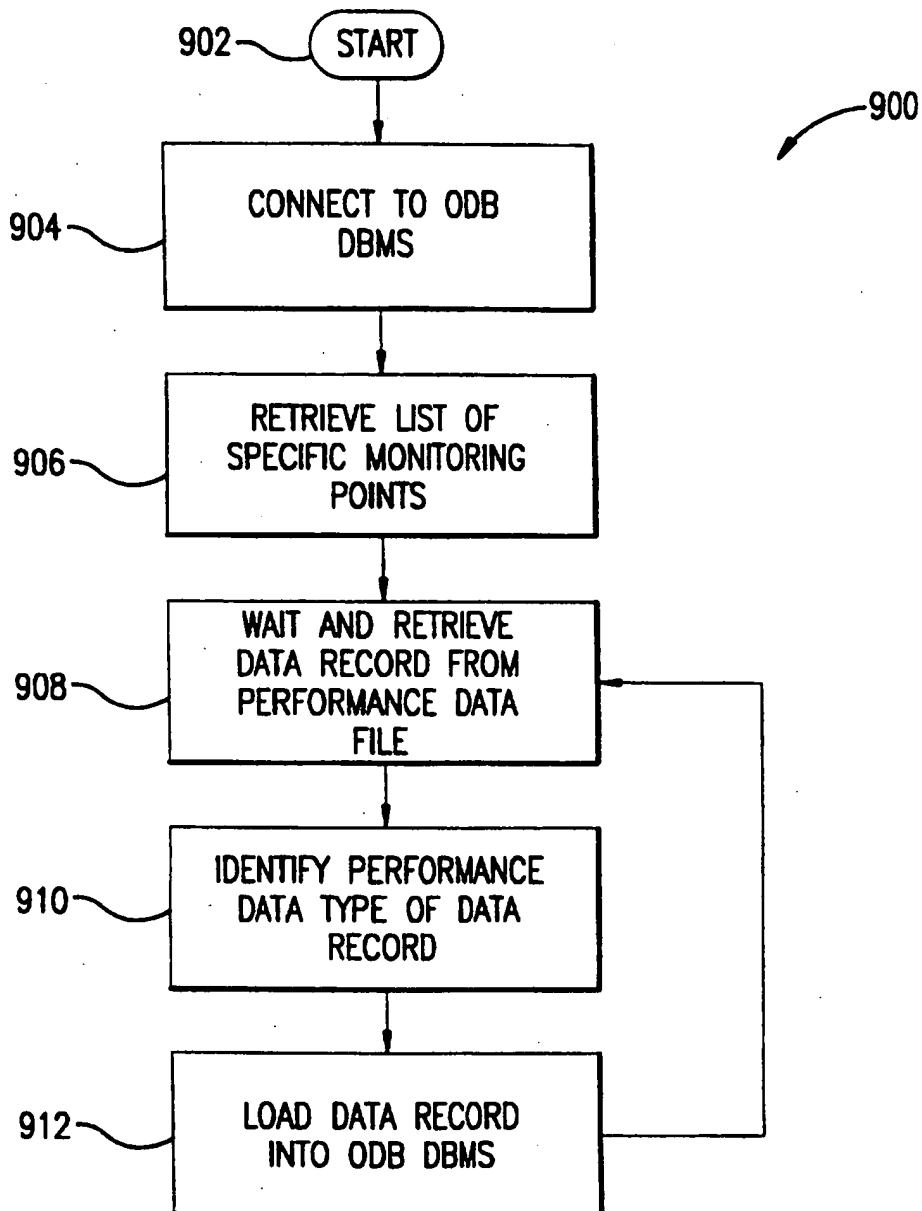 902
START
900
904
CONNECT TO ODB
DBMS
906
RETRIEVE LIST OF
SPECIFIC MONITORING
POINTS
908
WAIT AND RETRIEVE
DATA RECORD FROM
PERFORMANCE DATA
FILE
910
IDENTIFY PERFORMANCE
DATA TYPE OF DATA
RECORD
912
LOAD DATA RECORD
INTO ODB DBMS